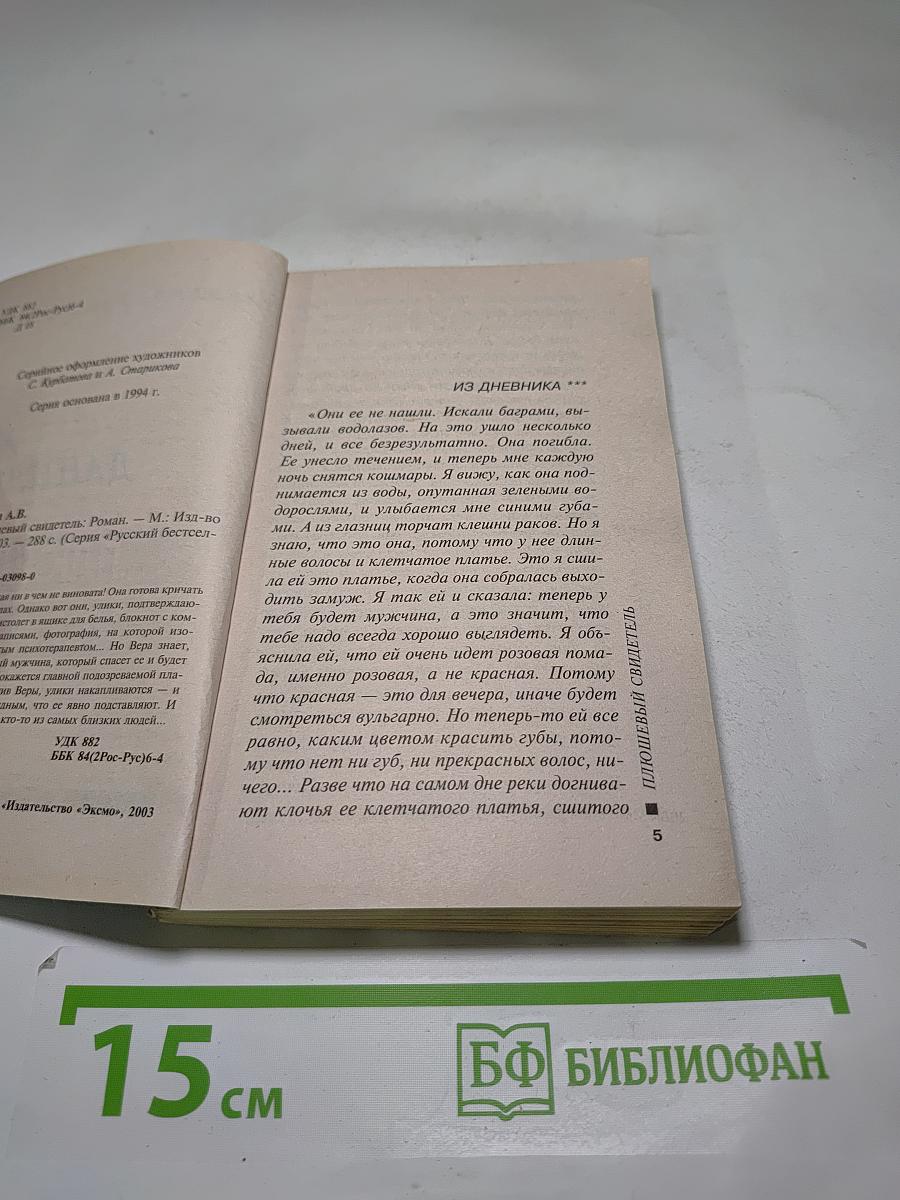 УДК 882
ББК 84(2Рос-Рус)6-4
Д 18
Серийное оформление художников
С. Курбатова и А. Старикова
Серия основана в 1994 г.
А.В.
свидетель: Роман. — М.: Изд-во
— 288 с. (Серия «Русский бестсел-
-03098-0
ни в чем не виновата! Она готова кричать
Однако вот они, улики, подтверждаю-
в ящике для белья, блокнот с ком-
фотография, на которой изо-
психотерапевтом... Но Вера знает,
мужчина, который спасет ее и будет
окажется главной подозреваемой
Веры, улики накапливаются — и
что ее явно подставляют. И
кто-то из самых близких людей...
УДК 882
ББК 84(2Рос-Рус)6-4
«Издательство «Эксмо», 2003
ИЗ ДНЕВНИКА ***
«Они ее не нашли. Искали баграми, вы-
зывали водолазов. На это ушло несколько
дней, и все безрезультатно. Она погибла.
Ее унесло течением, и теперь мне каждую
ночь снятся кошмары. Я вижу, как она под-
нимается из воды, опутанная зелеными во-
дорослями, и улыбается мне синими губа-
ми. А из глазниц торчат клешни раков. Но я
знаю, что это она, потому что у нее длин-
ные волосы и клетчатое платье. Это я сши-
ла ей это платье, когда она собралась выхо-
дить замуж. Я так ей и сказала: теперь у
тебя будет мужчина, а это значит, что
тебе надо всегда хорошо выглядеть. Я объ-
яснила ей, что ей очень идет розовая пома-
да, именно розовая, а не красная. Потому
что красная — это для вечера, иначе будет
смотреться вульгарно. Но теперь-то ей все
равно, каким цветом красить губы, пото-
му что нет ни губ, ни прекрасных волос, ни-
чего... Разве что на самом дне реки догнива-
ют клочья ее клетчатого платья, сшитого
ПЛЮШЕВЫЙ СВИДЕТЕЛЬ
5
15 см
БФ БИБЛИОФАН